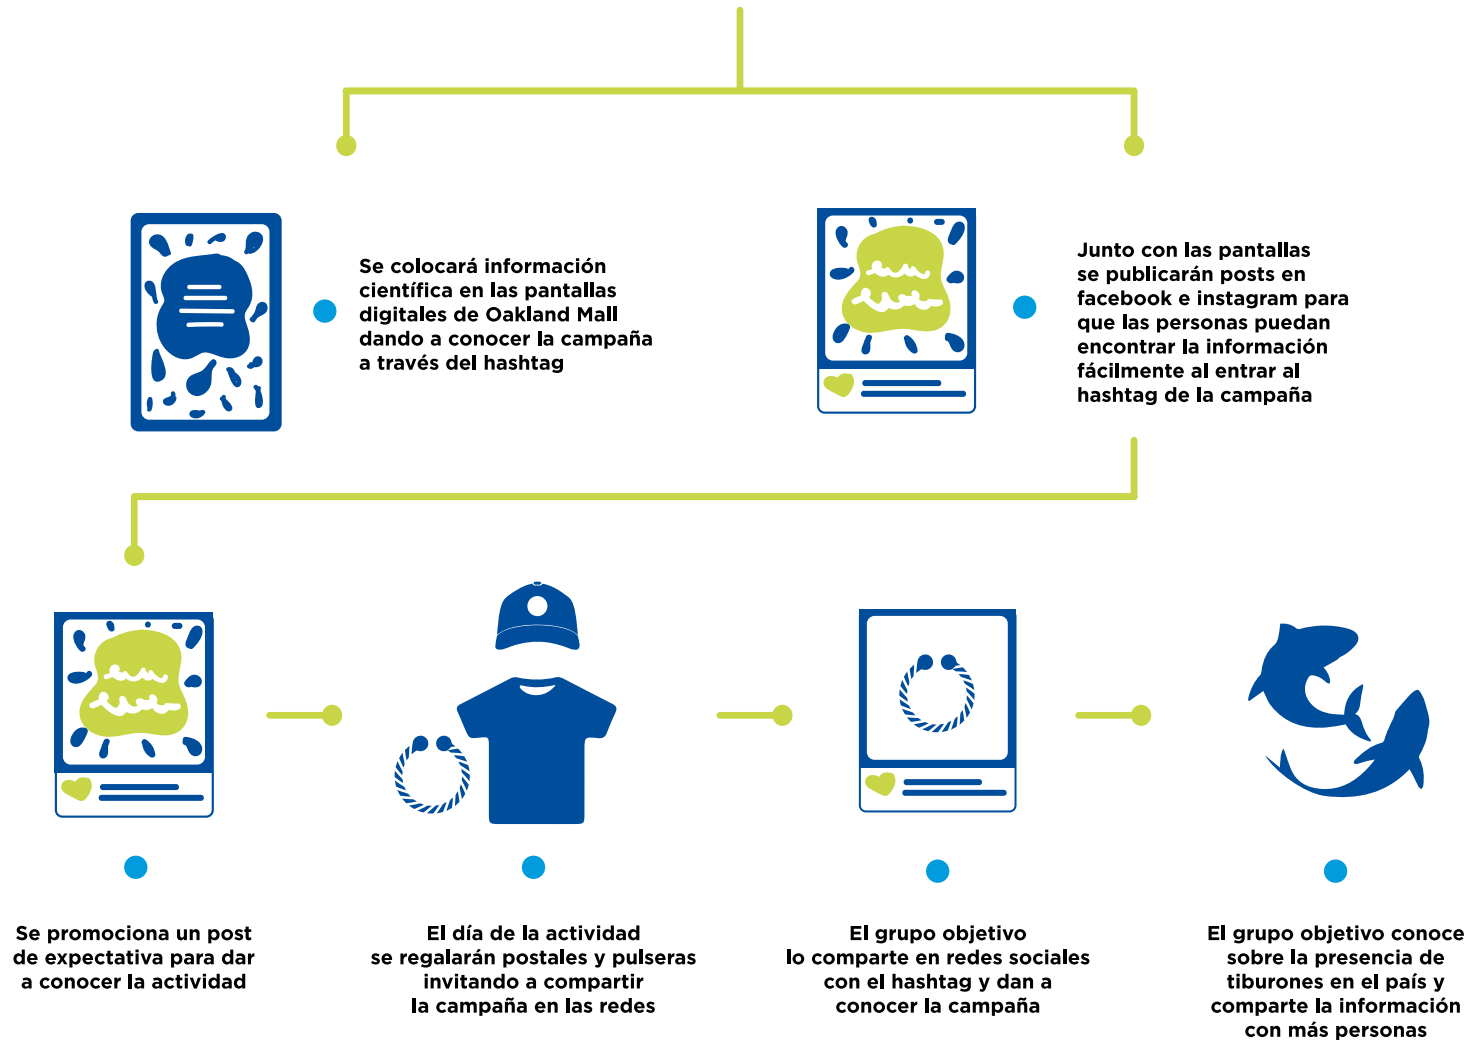 Se colocará información
científica en las pantallas
digitales de Oakland Mall
dando a conocer la campaña
a través del hashtag
Junto con las pantallas
se publicarán posts en
facebook e instagram para
que las personas puedan
encontrar la información
fácilmente al entrar al
hashtag de la campaña
Se promociona un post
de expectativa para dar
a conocer la actividad
El día de la actividad
se regalarán postales y pulseras
invitando a compartir
la campaña en las redes
El grupo objetivo
lo comparte en redes sociales
con el hashtag y dan a
conocer la campaña
El grupo objetivo conoce
sobre la presencia de
tiburones en el país y
comparte la información
con más personas